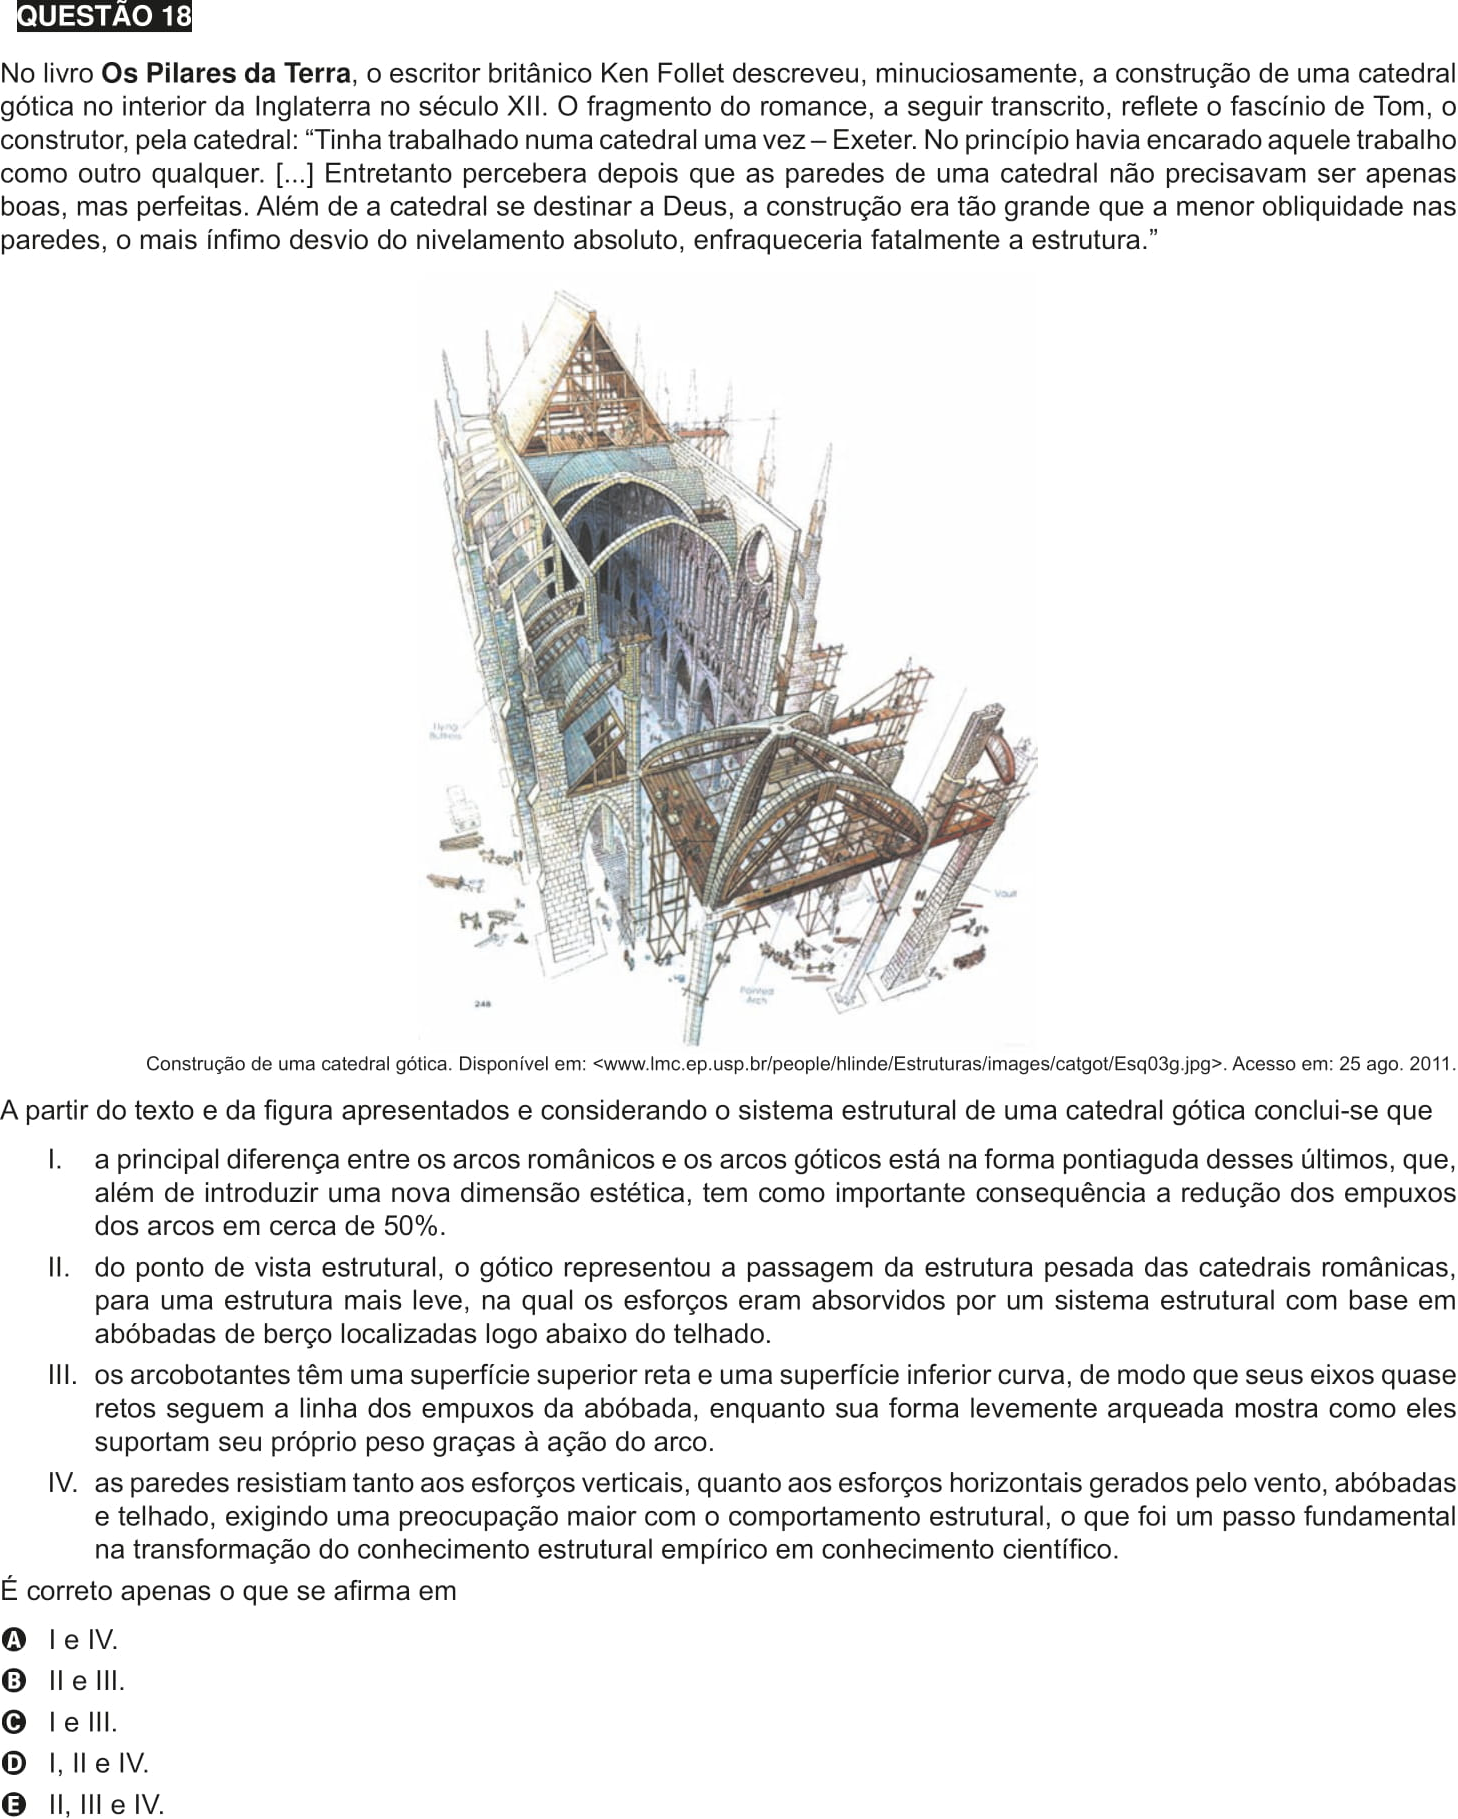 QUESTÃO 18
No livro Os Pilares da Terra, o escritor britânico Ken Follet descreveu, minuciosamente, a construção de uma catedral
gótica no interior da Inglaterra no século XII. O fragmento do romance, a seguir transcrito, reflete o fascínio de Tom, o
construtor, pela catedral: “Tinha trabalhado numa catedral uma vez – Exeter. No princípio havia encarado aquele trabalho
como outro qualquer. [...] Entretanto percebera depois que as paredes de uma catedral não precisavam ser apenas
boas, mas perfeitas. Além de a catedral se destinar a Deus, a construção era tão grande que a menor obliquidade nas
paredes, o mais ínfimo desvio do nivelamento absoluto, enfraqueceria fatalmente a estrutura.”
Flying
Buttress
Vault
Pointed
Arch
248
Construção de uma catedral gótica. Disponível em: <www.lmc.ep.usp.br/people/hlinde/Estruturas/images/catgot/Esq03g.jpg>. Acesso em: 25 ago. 2011.
A partir do texto e da figura apresentados e considerando o sistema estrutural de uma catedral gótica conclui-se que
I. a principal diferença entre os arcos românicos e os arcos góticos está na forma pontiaguda desses últimos, que,
além de introduzir uma nova dimensão estética, tem como importante consequência a redução dos empuxos
dos arcos em cerca de 50%.
II. do ponto de vista estrutural, o gótico representou a passagem da estrutura pesada das catedrais românicas,
para uma estrutura mais leve, na qual os esforços eram absorvidos por um sistema estrutural com base em
abóbadas de berço localizadas logo abaixo do telhado.
III. os arcobotantes têm uma superfície superior reta e uma superfície inferior curva, de modo que seus eixos quase
retos seguem a linha dos empuxos da abóbada, enquanto sua forma levemente arqueada mostra como eles
suportam seu próprio peso graças à ação do arco.
IV. as paredes resistiam tanto aos esforços verticais, quanto aos esforços horizontais gerados pelo vento, abóbadas
e telhado, exigindo uma preocupação maior com o comportamento estrutural, o que foi um passo fundamental
na transformação do conhecimento estrutural empírico em conhecimento científico.
É correto apenas o que se afirma em
A I e IV.
B II e III.
C I e III.
D I, II e IV.
E II, III e IV.